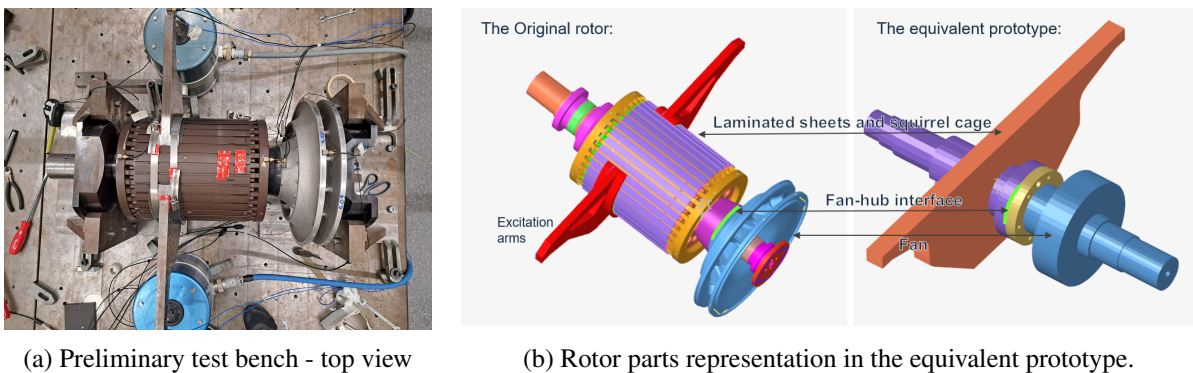 The Original rotor:
The equivalent prototype:
Laminated sheets and squirrel cage
Fan-hub interface
Excitation
arms
Fan
(a) Preliminary test bench - top view
(b) Rotor parts representation in the equivalent prototype.